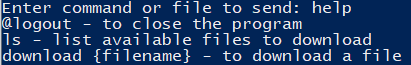 Enter command or file to send: help
@logout - to close the program
ls - list available files to download
download {filename} - to download a file